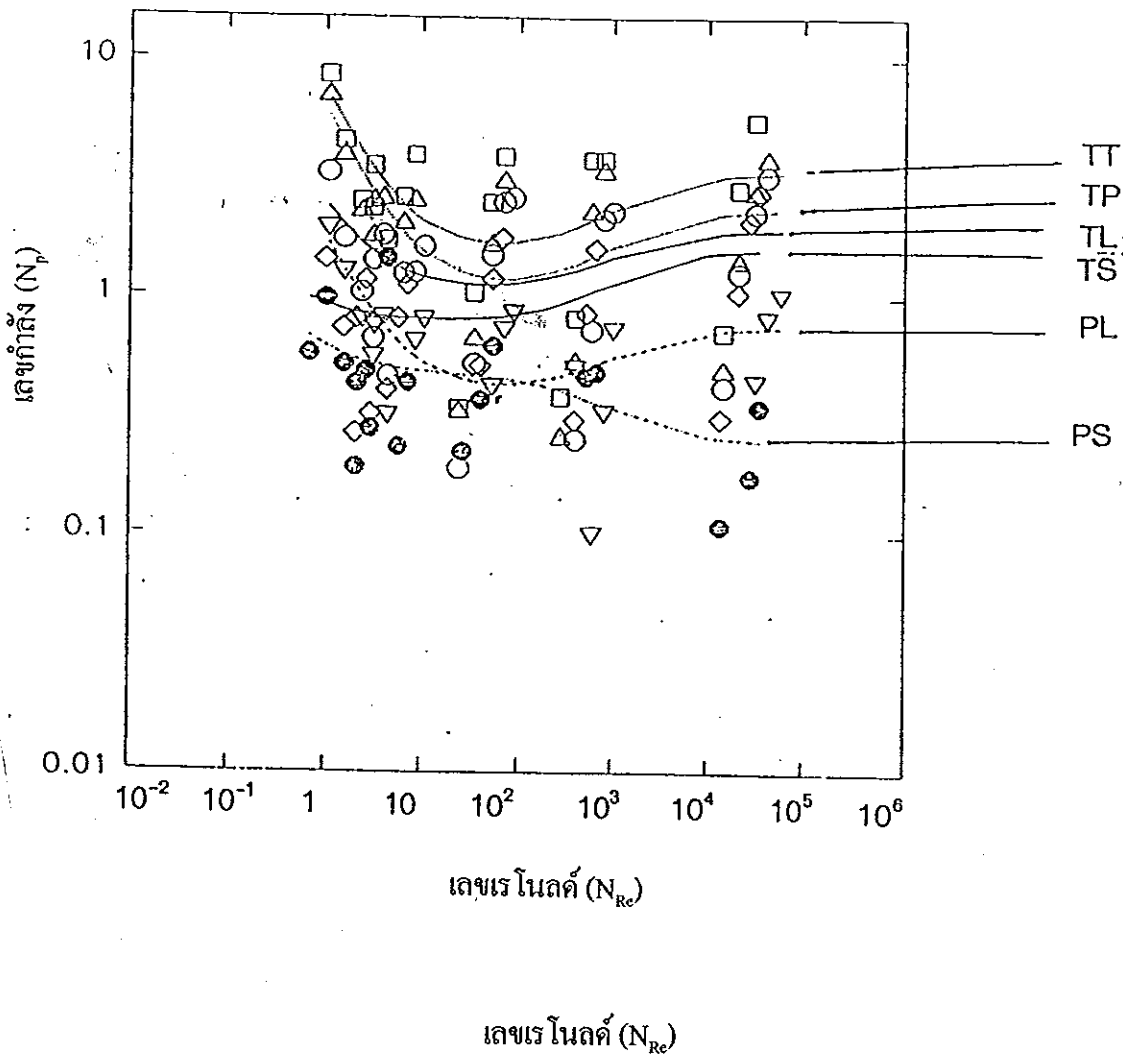 10
1
0.1
0.01
เลขกำลัง (Nₚ)
TT
TP
TL
TS
PL
PS
10⁻² 10⁻¹ 1 10 10² 10³ 10⁴ 10⁵ 10⁶
เลขเรโนลด์ (N_Re)
เลขเรโนลด์ (N_Re)